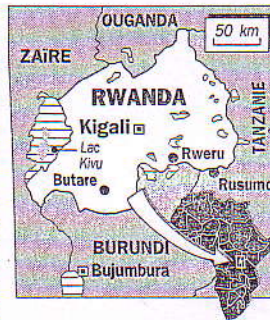 OUGANDA
50 km
ZAÏRE
RWANDA
TANZANIE
Kigali
Lac
Kivu
Rweru
Butare
Rusumo
BURUNDI
Bujumbura